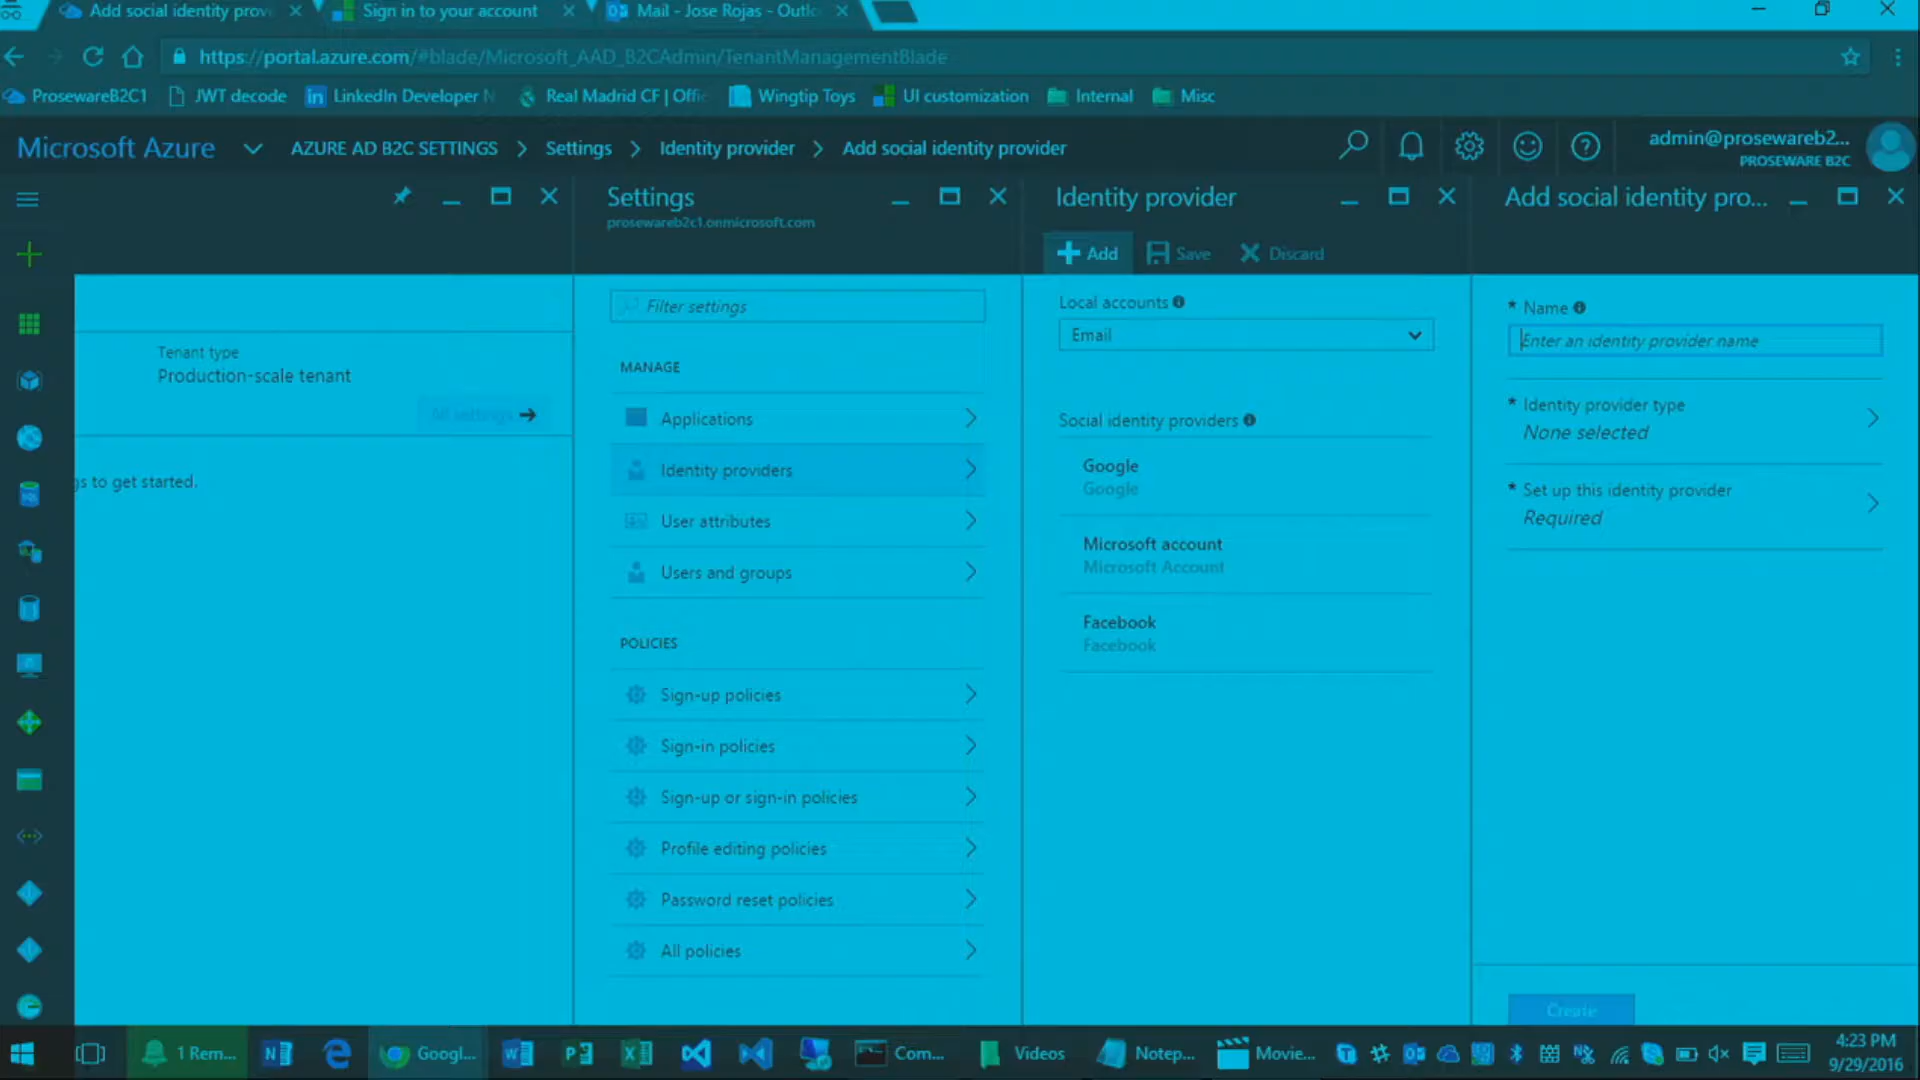 Add social identity prov
Sign in to your account
Mail - Jose Rojas - Outlo
https://portal.azure.com/#blade/Microsoft_AAD_B2CAdmin/TenantManagementBlade
ProsewareB2C1
JWT decode
LinkedIn Developer N
Real Madrid CF | Offic
Wingtip Toys
UI customization
Internal
Misc
Microsoft Azure
AZURE AD B2C SETTINGS
Settings
Identity provider
Add social identity provider
admin@prosewareb2...
PROSEWARE B2C
Settings
prosewareb2c1.onmicrosoft.com
Identity provider
Add social identity pro...
Add
Save
Discard
Tenant type
Production-scale tenant
All settings
gs to get started.
Filter settings
MANAGE
Applications
Identity providers
User attributes
Users and groups
POLICIES
Sign-up policies
Sign-in policies
Sign-up or sign-in policies
Profile editing policies
Password reset policies
All policies
Local accounts
Email
Social identity providers
Google
Google
Microsoft account
Microsoft Account
Facebook
Facebook
* Name
Enter an identity provider name
* Identity provider type
None selected
* Set up this identity provider
Required
Create
1 Rem...
Googl...
Com...
Videos
Notep...
Movie...
4:23 PM
9/29/2016